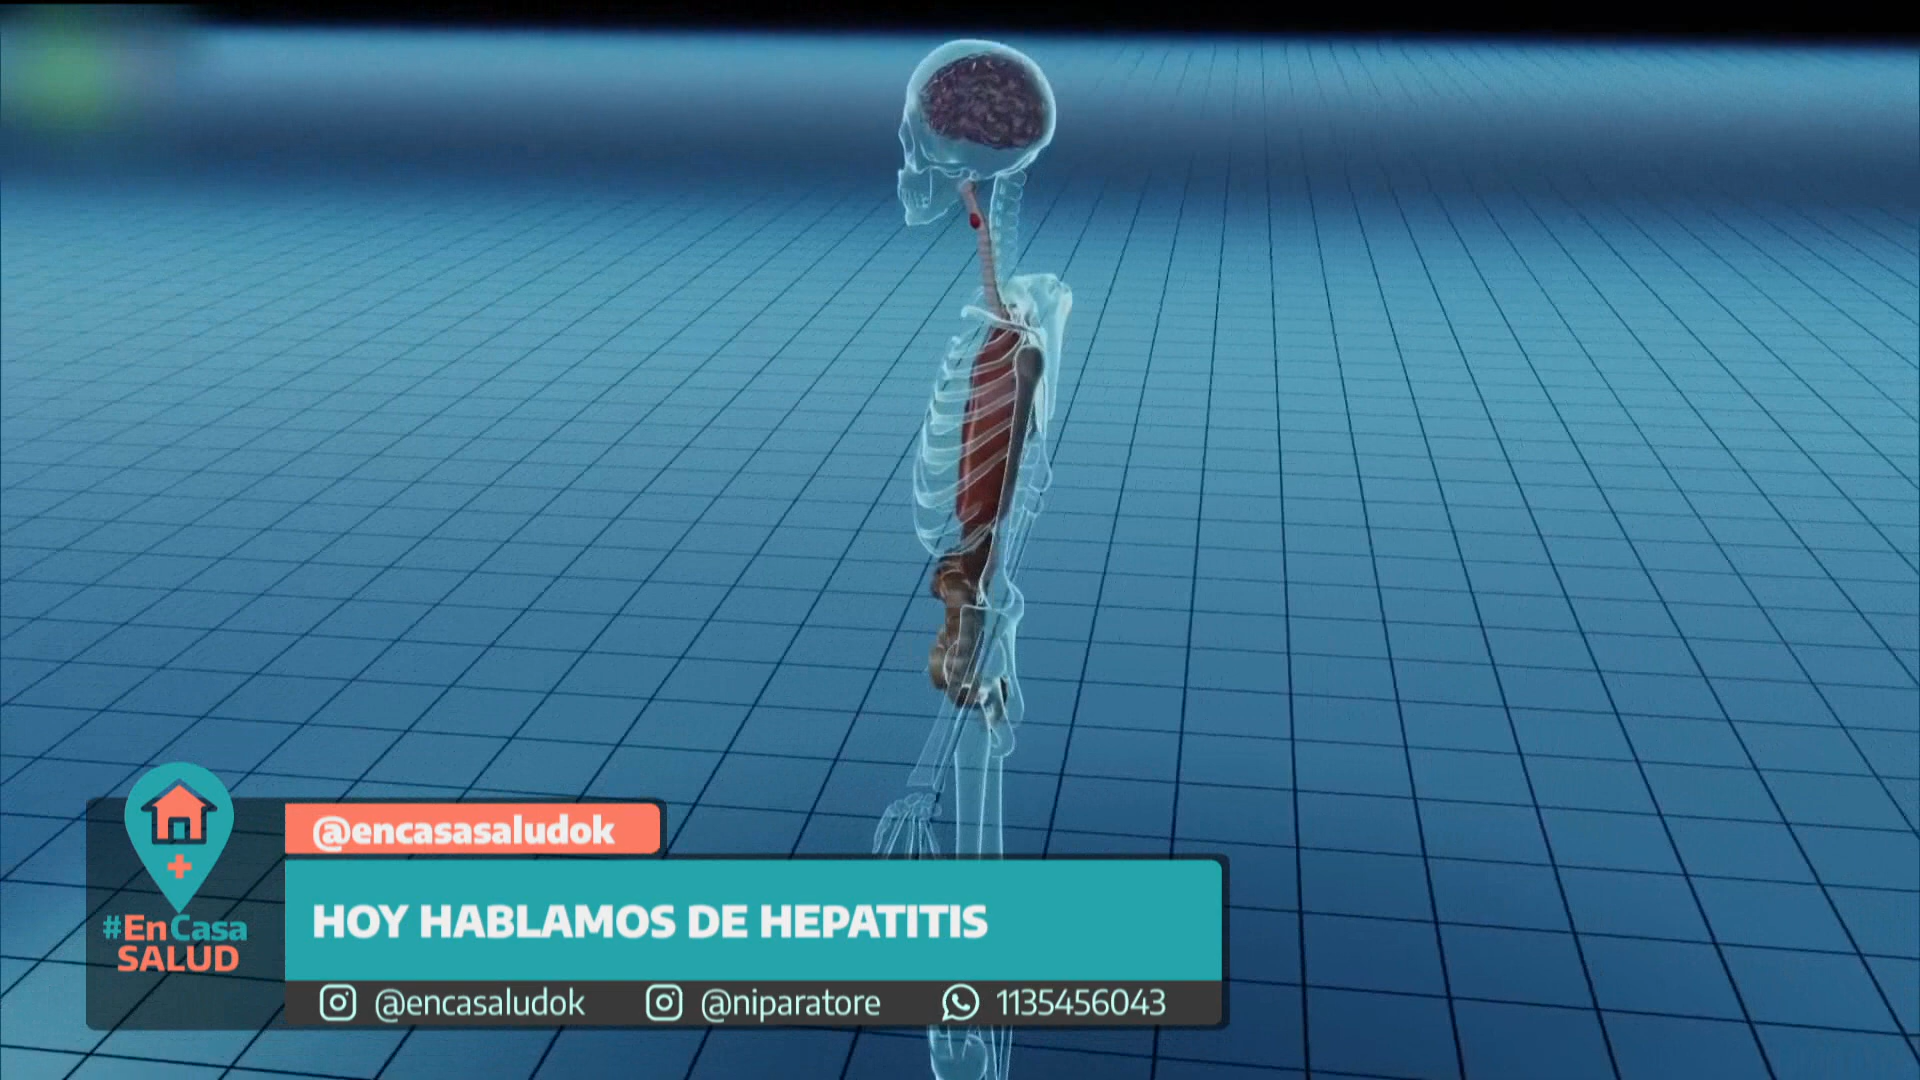 @encasasaludok
HOY HABLAMOS DE HEPATITIS
#EnCasa
SALUD
@encasaludok @niparatore 1135456043